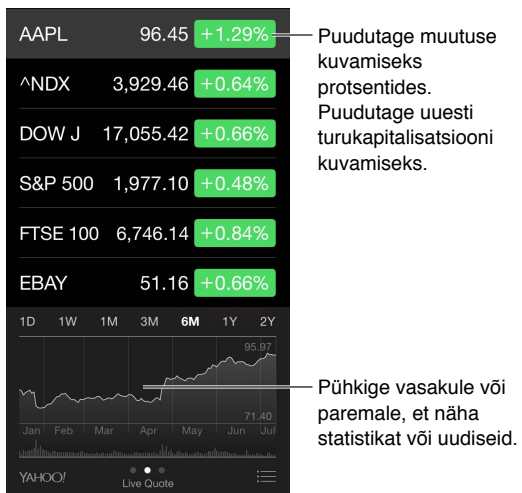 AAPL 96.45 +1.29%
^NDX 3,929.46 +0.64%
DOW J 17,055.42 +0.66%
S&P 500 1,977.10 +0.48%
FTSE 100 6,746.14 +0.84%
EBAY 51.16 +0.66%
1D 1W 1M 3M 6M 1Y 2Y
95.97
71.40
Jan Feb Mar Apr May Jun Jul
YAHOO!
Live Quote
Puudutage muutuse
kuvamiseks
protsentides.
Puudutage uuesti
turukapitalisatsiooni
kuvamiseks.
Pühkige vasakule või
paremale, et näha
statistikat või uudiseid.